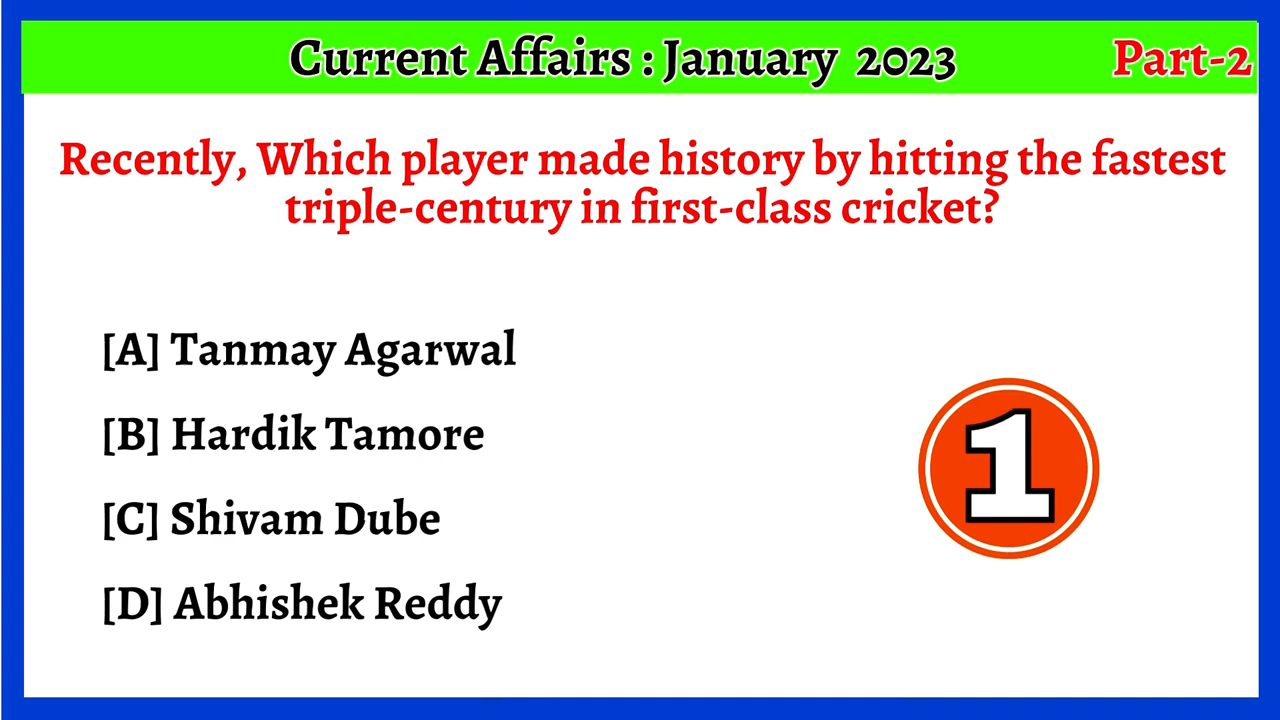 Current Affairs : January 2023 Part-2
Recently, Which player made history by hitting the fastest
triple-century in first-class cricket?
[A] Tanmay Agarwal
[B] Hardik Tamore
[C] Shivam Dube
[D] Abhishek Reddy
1